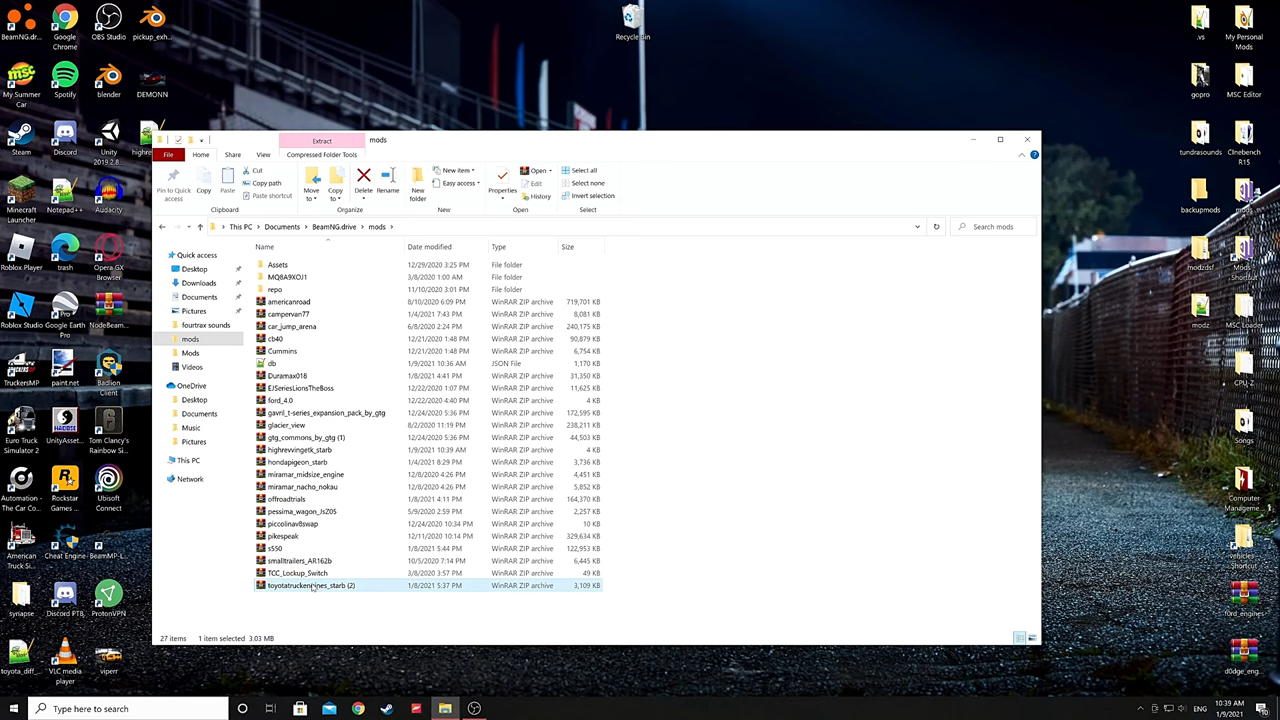 BeamNG.dr...
Google Chrome
OBS Studio
pickup_exh...
Recycle Bin
.vs
My Personal Mods
My Summer Car
Spotify
blender
DEMONN
gopro
MSC Editor
Steam
Discord
Unity 2019.2.8...
highre
tundrasounds
Cinebench R15
Minecraft Launcher
Notepad++
Audacity
backupmods
mods
Roblox Player
trash
Opera GX Browser
modzdsf
Mods - Shortcut
Roblox Studio
Google Earth Pro
NodeBeam...
modz
MSC Loader
TruckersMP
paint.net
Badlion Client
CPU-Z
Euro Truck Simulator 2
UnityAsset...
Tom Clancy's Rainbow Si...
Songs
Automation - The Car Co...
Rockstar Games ...
Ubisoft Connect
Computer Manageme...
American Truck Si...
Cheat Engine
BeamMP-L...
vehicles - Shortcut
synapse
Discord PTB
ProtonVPN
ford_engines
toyota_diff_...
VLC media player
viperr
d0dge_eng...
Extract
mods
File
Home
Share
View
Compressed Folder Tools
Pin to Quick access
Copy
Paste
Cut
Copy path
Paste shortcut
Clipboard
Move to
Copy to
Delete
Rename
Organize
New folder
New item
Easy access
New
Properties
Open
Edit
History
Open
Select all
Select none
Invert selection
Select
This PC > Documents > BeamNG.drive > mods >
Search mods
Quick access
Desktop
Downloads
Documents
Pictures
fourtrax sounds
mods
Mods
Videos
OneDrive
Desktop
Documents
Music
Pictures
This PC
Network
Name Date modified Type Size
Assets 12/29/2020 3:25 PM File folder
MQ8A9XOJ1 3/8/2020 1:00 AM File folder
repo 11/10/2020 3:01 PM File folder
americanroad 8/10/2020 6:09 PM WinRAR ZIP archive 719,701 KB
campervan77 1/4/2021 7:43 PM WinRAR ZIP archive 8,081 KB
car_jump_arena 6/8/2020 2:24 PM WinRAR ZIP archive 240,175 KB
cb40 12/21/2020 1:48 PM WinRAR ZIP archive 90,879 KB
Cummins 12/21/2020 1:48 PM WinRAR ZIP archive 6,754 KB
db 1/9/2021 10:36 AM JSON File 1,170 KB
Duramax018 1/8/2021 4:41 PM WinRAR ZIP archive 31,350 KB
EJSeriesLionsTheBoss 12/22/2020 1:07 PM WinRAR ZIP archive 11,625 KB
ford_4.0 12/22/2020 4:40 PM WinRAR ZIP archive 4 KB
gavril_t-series_expansion_pack_by_gtg 12/24/2020 5:36 PM WinRAR ZIP archive 172,595 KB
glacier_view 8/2/2020 11:19 PM WinRAR ZIP archive 238,211 KB
gtg_commons_by_gtg (1) 12/24/2020 5:36 PM WinRAR ZIP archive 44,503 KB
highrevvingetk_starb 1/9/2021 10:39 AM WinRAR ZIP archive 4 KB
hondapigeon_starb 1/4/2021 8:29 PM WinRAR ZIP archive 3,736 KB
miramar_midsize_engine 12/8/2020 4:26 PM WinRAR ZIP archive 4,451 KB
miramar_nacho_nokau 12/8/2020 4:26 PM WinRAR ZIP archive 5,852 KB
offroadtrials 1/8/2021 4:11 PM WinRAR ZIP archive 164,370 KB
pessima_wagon_JsZ05 5/9/2020 2:59 PM WinRAR ZIP archive 2,257 KB
piccolinav8swap 12/24/2020 10:34 PM WinRAR ZIP archive 10 KB
pikespeak 12/11/2020 10:14 PM WinRAR ZIP archive 329,634 KB
s550 1/8/2021 5:44 PM WinRAR ZIP archive 122,953 KB
smalltrailers_AR162b 10/5/2020 7:14 PM WinRAR ZIP archive 6,445 KB
TCC_Lockup_Switch 3/8/2020 3:57 PM WinRAR ZIP archive 49 KB
toyotatruckengines_starb (2) 1/8/2021 5:37 PM WinRAR ZIP archive 3,109 KB
27 items 1 item selected 3.03 MB
Type here to search
ENG
10:39 AM
1/9/2021